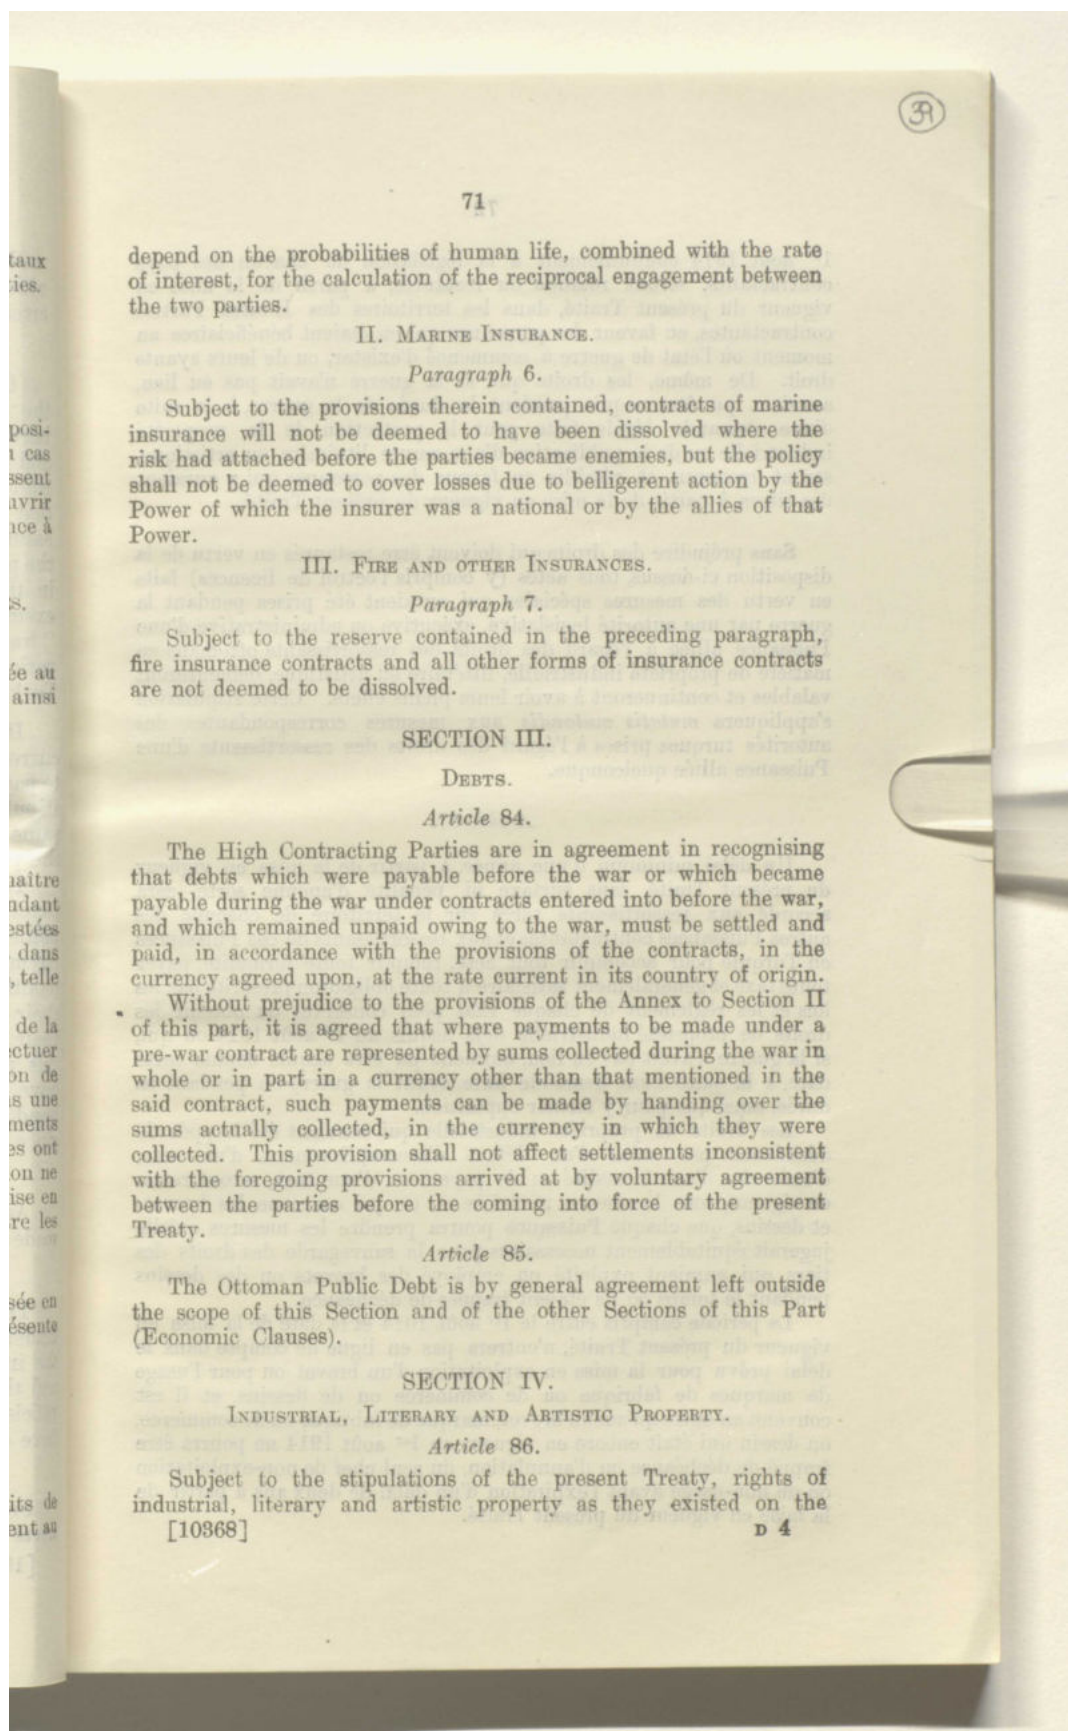 39
71
depend on the probabilities of human life, combined with the rate
of interest, for the calculation of the reciprocal engagement between
the two parties.
II. MARINE INSURANCE.
Paragraph 6.
Subject to the provisions therein contained, contracts of marine
insurance will not be deemed to have been dissolved where the
risk had attached before the parties became enemies, but the policy
shall not be deemed to cover losses due to belligerent action by the
Power of which the insurer was a national or by the allies of that
Power.
III. FIRE AND OTHER INSURANCES.
Paragraph 7.
Subject to the reserve contained in the preceding paragraph,
fire insurance contracts and all other forms of insurance contracts
are not deemed to be dissolved.
SECTION III.
DEBTS.
Article 84.
The High Contracting Parties are in agreement in recognising
that debts which were payable before the war or which became
payable during the war under contracts entered into before the war,
and which remained unpaid owing to the war, must be settled and
paid, in accordance with the provisions of the contracts, in the
currency agreed upon, at the rate current in its country of origin.
Without prejudice to the provisions of the Annex to Section II
of this part, it is agreed that where payments to be made under a
pre-war contract are represented by sums collected during the war in
whole or in part in a currency other than that mentioned in the
said contract, such payments can be made by handing over the
sums actually collected, in the currency in which they were
collected. This provision shall not affect settlements inconsistent
with the foregoing provisions arrived at by voluntary agreement
between the parties before the coming into force of the present
Treaty.
Article 85.
The Ottoman Public Debt is by general agreement left outside
the scope of this Section and of the other Sections of this Part
(Economic Clauses).
SECTION IV.
INDUSTRIAL, LITERARY AND ARTISTIC PROPERTY.
Article 86.
Subject to the stipulations of the present Treaty, rights of
industrial, literary and artistic property as they existed on the
[10368] D 4